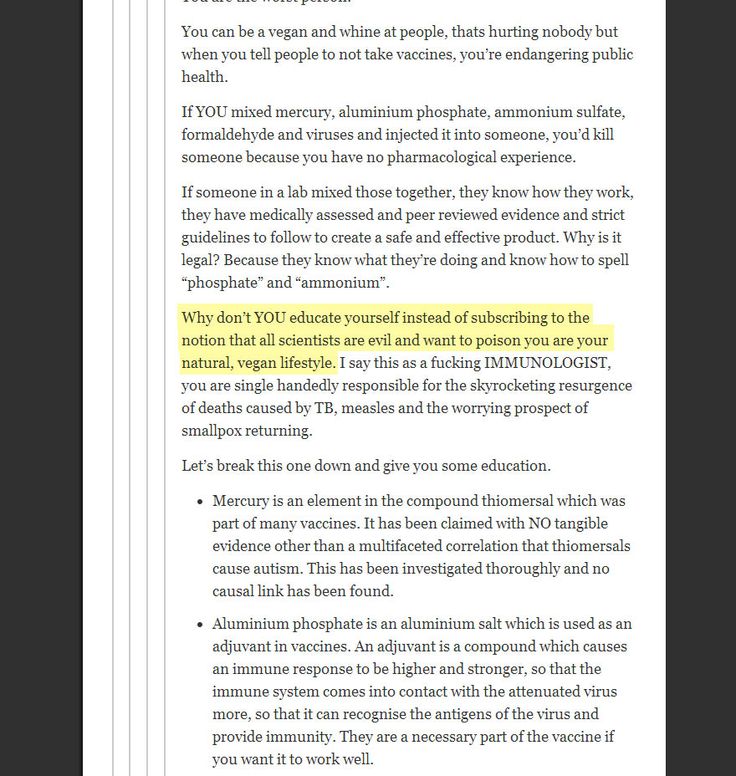 You are the worst person.
You can be a vegan and whine at people, thats hurting nobody but
when you tell people to not take vaccines, you’re endangering public
health.
If YOU mixed mercury, aluminium phosphate, ammonium sulfate,
formaldehyde and viruses and injected it into someone, you’d kill
someone because you have no pharmacological experience.
If someone in a lab mixed those together, they know how they work,
they have medically assessed and peer reviewed evidence and strict
guidelines to follow to create a safe and effective product. Why is it
legal? Because they know what they’re doing and know how to spell
“phosphate” and “ammonium”.
Why don’t YOU educate yourself instead of subscribing to the
notion that all scientists are evil and want to poison you are your
natural, vegan lifestyle. I say this as a fucking IMMUNOLOGIST,
you are single handedly responsible for the skyrocketing resurgence
of deaths caused by TB, measles and the worrying prospect of
smallpox returning.
Let’s break this one down and give you some education.
• Mercury is an element in the compound thiomersal which was
part of many vaccines. It has been claimed with NO tangible
evidence other than a multifaceted correlation that thiomersals
cause autism. This has been investigated thoroughly and no
causal link has been found.
• Aluminium phosphate is an aluminium salt which is used as an
adjuvant in vaccines. An adjuvant is a compound which causes
an immune response to be higher and stronger, so that the
immune system comes into contact with the attenuated virus
more, so that it can recognise the antigens of the virus and
provide immunity. They are a necessary part of the vaccine if
you want it to work well.